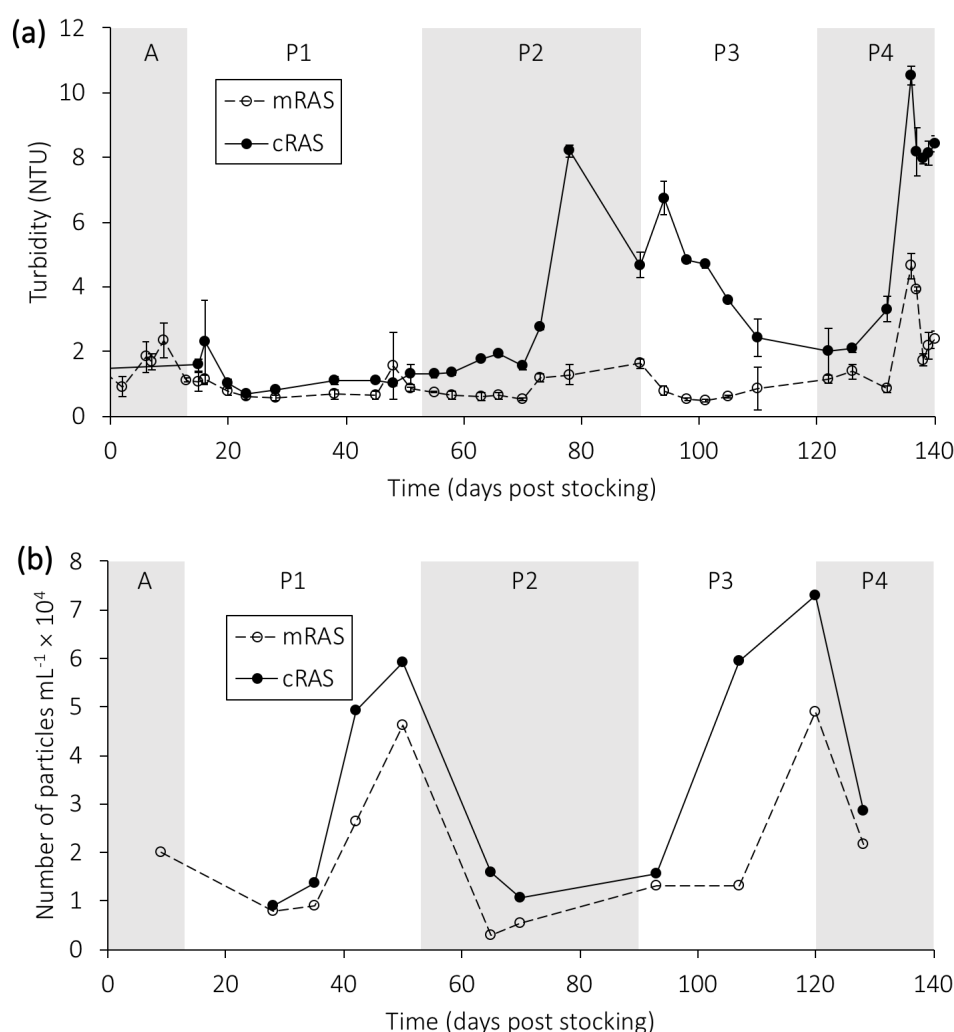 (a)
12
10
8
6
4
2
0
Turbidity (NTU)
A P1 P2 P3 P4
mRAS
cRAS
0 20 40 60 80 100 120 140
Time (days post stocking)
(b)
8
7
6
5
4
3
2
1
0
Number of particles mL⁻¹ × 10⁴
A P1 P2 P3 P4
mRAS
cRAS
0 20 40 60 80 100 120 140
Time (days post stocking)